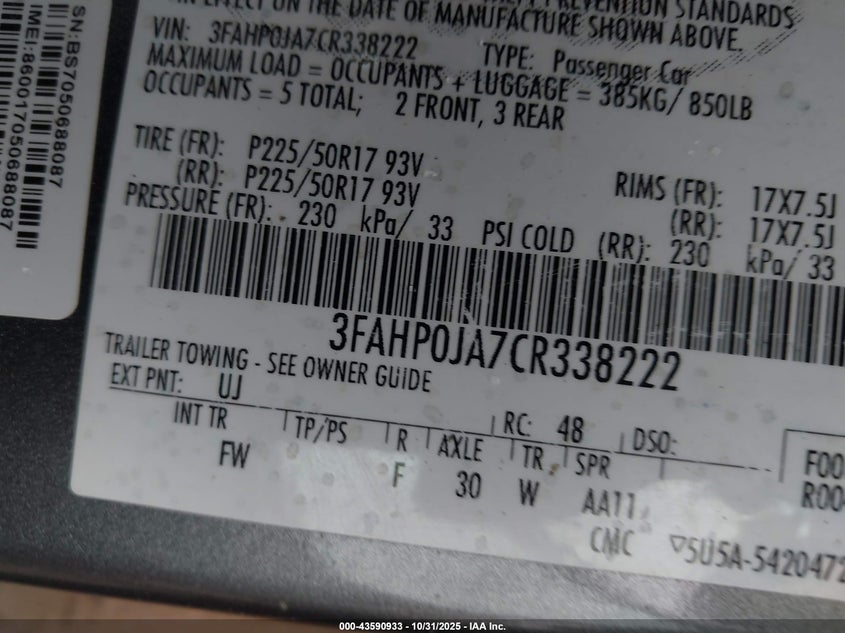 SN:BS7050688087
IMEI:860017050688087
EFFECT ON THE DATE OF MANUFACTURE SHOWN ABOVE.
PREVENTION STANDARDS
VIN: 3FAHP0JA7CR338222
TYPE: Passenger Car
MAXIMUM LOAD = OCCUPANTS + LUGGAGE = 385KG/ 850LB
OCCUPANTS = 5 TOTAL; 2 FRONT, 3 REAR
TIRE (FR): P225/50R17 93V RIMS (FR): 17X7.5J
(RR): P225/50R17 93V (RR): 17X7.5J
PRESSURE (FR): 230 kPa/ 33 PSI COLD (RR): 230 kPa/ 33
3FAHP0JA7CR338222
TRAILER TOWING - SEE OWNER GUIDE
EXT PNT: UJ RC: 48 DSO:
INT TR TP/PS R AXLE TR SPR
FW F 30 W AA11
CMC
F00
R00
▽5U5A-5420472
000-43590933 - 10/31/2025 - IAA Inc.